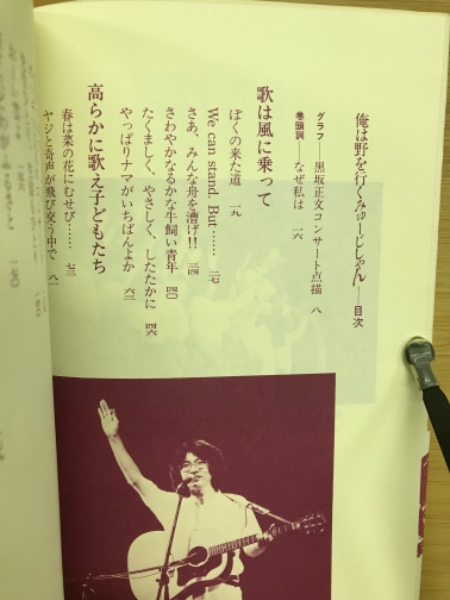 俺は野を行くみゅーじしゃん―目次
グラフ――黒坂正文コンサート点描 八
巻頭詞 なぜ私は 一六
歌は風に乗って
ぼくの来た道 一九
We can stand But…… 二七
さあ、みんな舟を漕げ!! 三四
さわやかなるかな牛飼い青年 四〇
たくましく、やさしく、したたかに 四六
やっぱりナマがいちばんよか 六三
高らかに歌え子どもたち
春は菜の花にむせび…… 七三
ヤジと奇声が飛び交う中で 八一